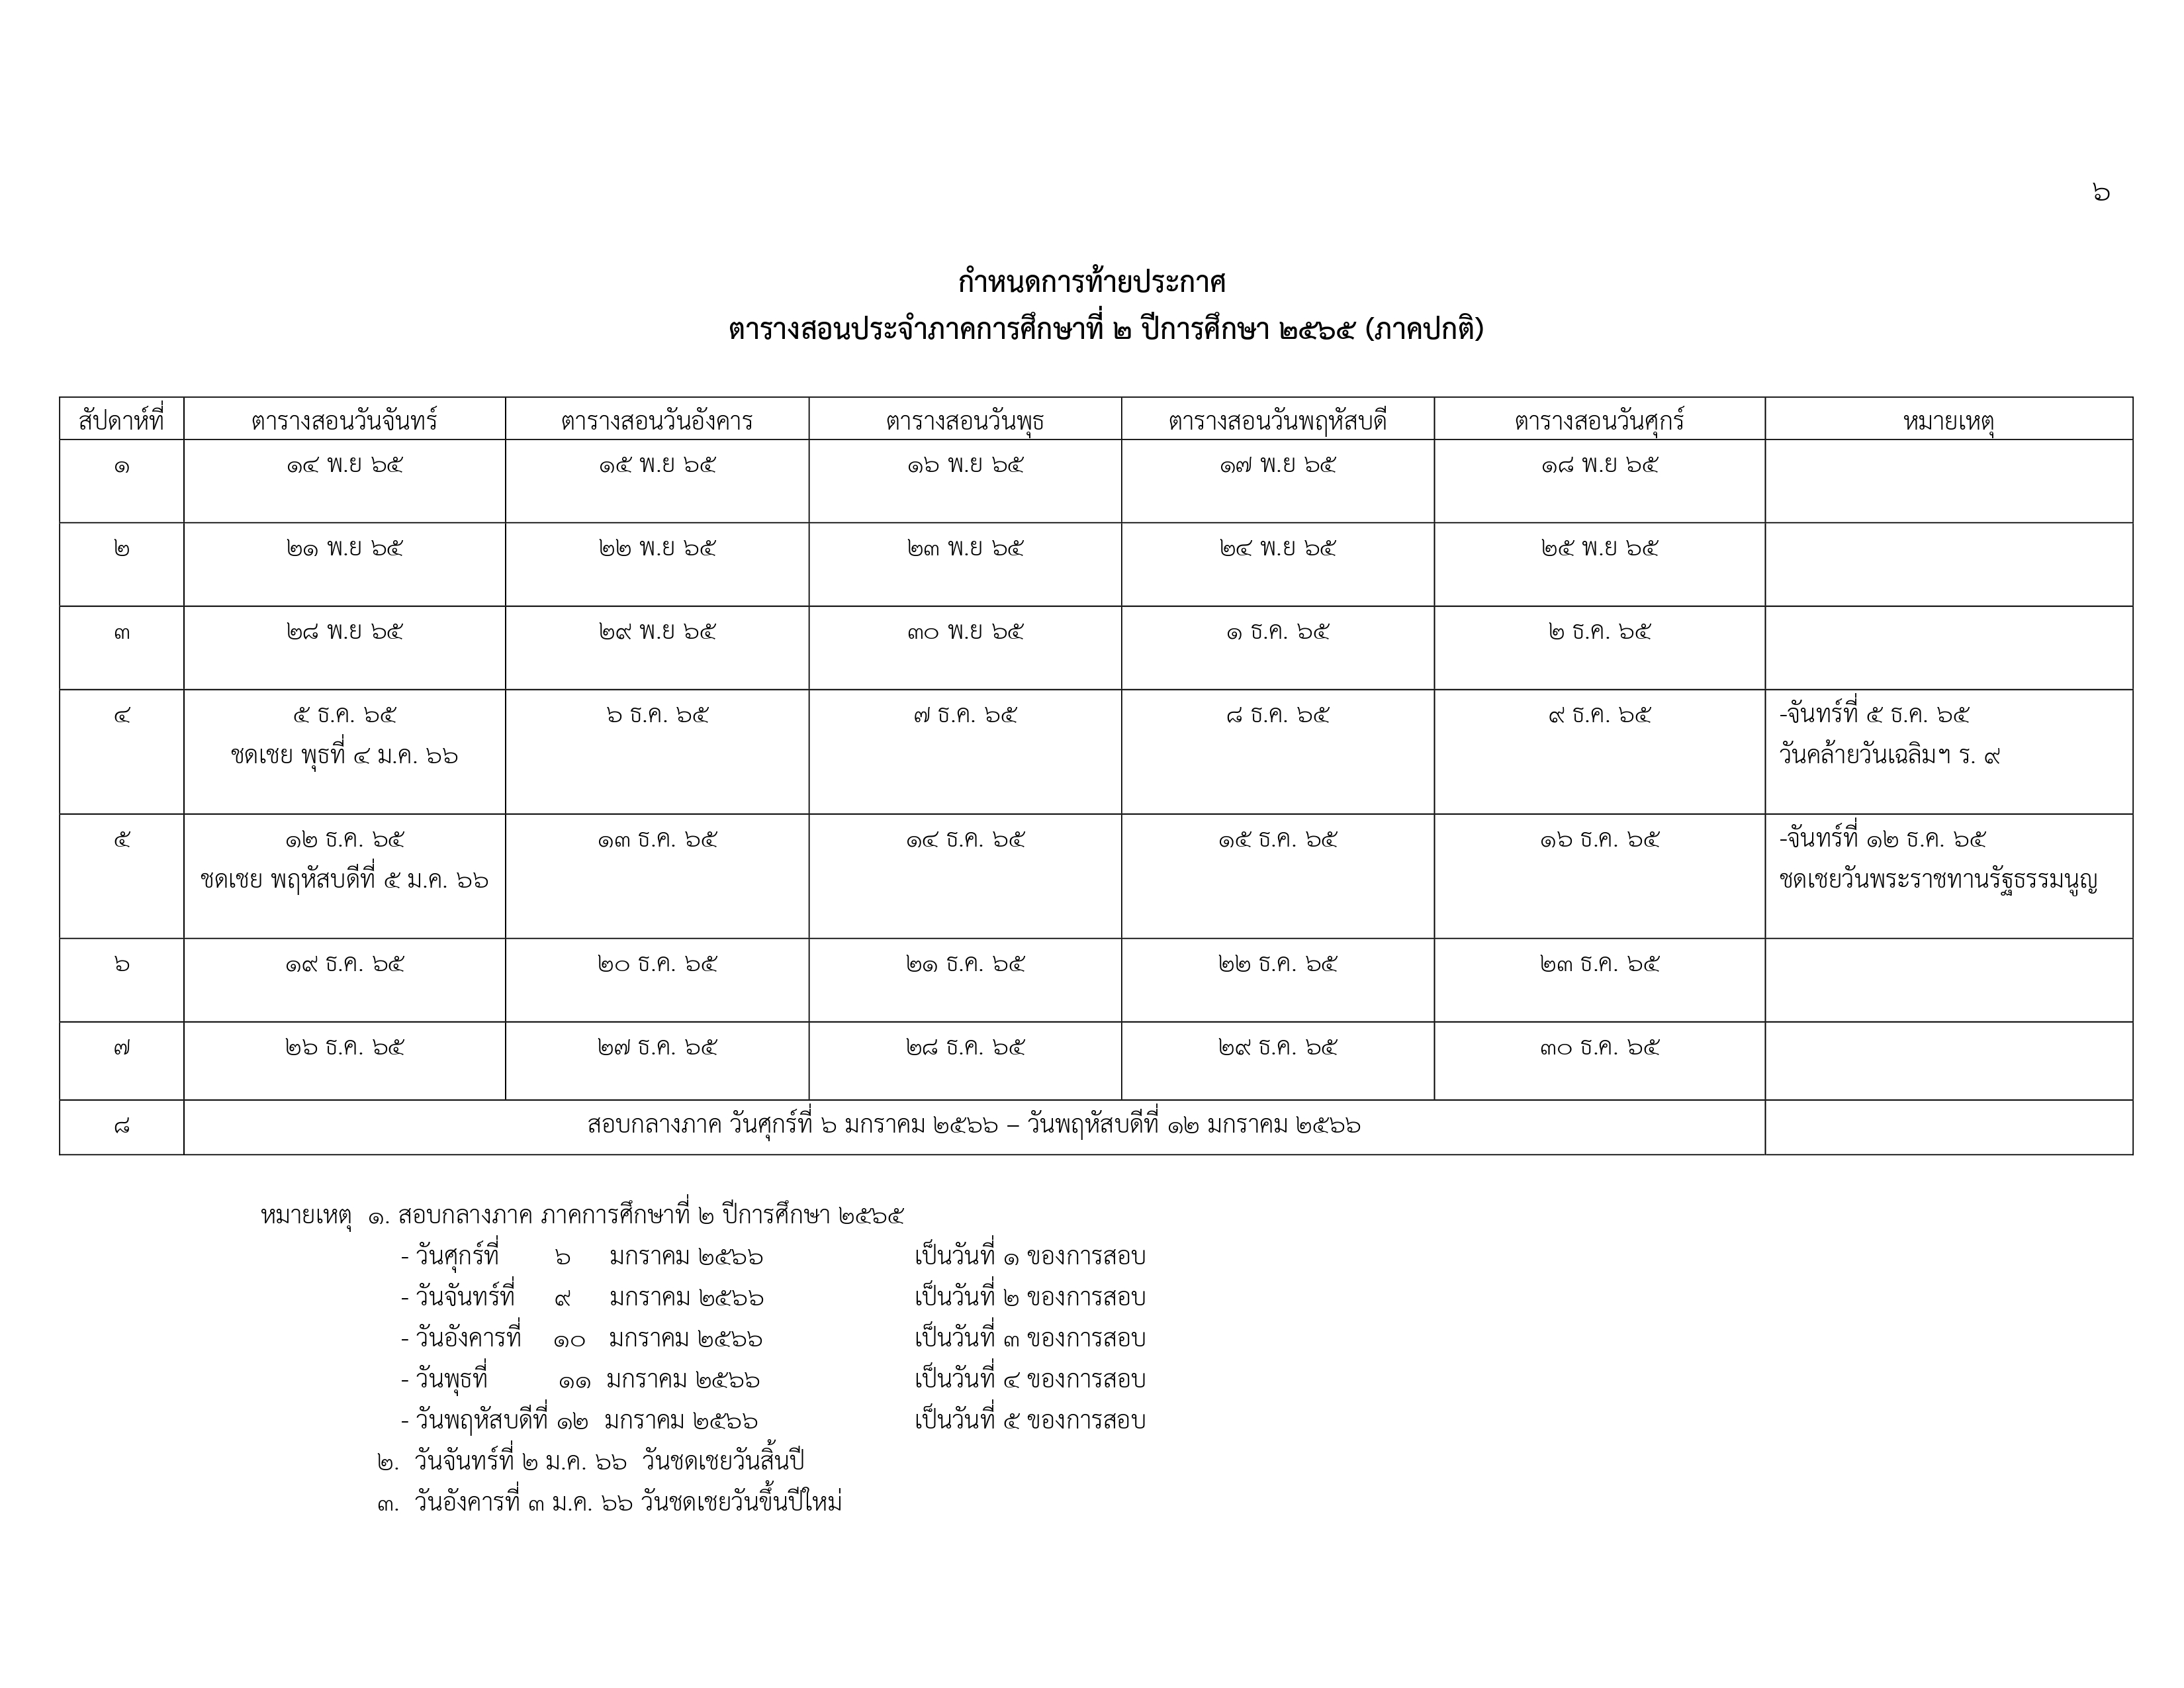 ๖
กำหนดการท้ายประกาศ
ตารางสอนประจำภาคการศึกษาที่ ๒ ปีการศึกษา ๒๕๖๕ (ภาคปกติ)
สัปดาห์ที่ ตารางสอนวันจันทร์ ตารางสอนวันอังคาร ตารางสอนวันพุธ ตารางสอนวันพฤหัสบดี ตารางสอนวันศุกร์ หมายเหตุ
๑ ๑๔ พ.ย ๖๕ ๑๕ พ.ย ๖๕ ๑๖ พ.ย ๖๕ ๑๗ พ.ย ๖๕ ๑๘ พ.ย ๖๕
๒ ๒๑ พ.ย ๖๕ ๒๒ พ.ย ๖๕ ๒๓ พ.ย ๖๕ ๒๔ พ.ย ๖๕ ๒๕ พ.ย ๖๕
๓ ๒๘ พ.ย ๖๕ ๒๙ พ.ย ๖๕ ๓๐ พ.ย ๖๕ ๑ ธ.ค. ๖๕ ๒ ธ.ค. ๖๕
๔ ๕ ธ.ค. ๖๕ ๖ ธ.ค. ๖๕ ๗ ธ.ค. ๖๕ ๘ ธ.ค. ๖๕ ๙ ธ.ค. ๖๕ -จันทร์ที่ ๕ ธ.ค. ๖๕
ชดเชย พุธที่ ๔ ม.ค. ๖๖ วันคล้ายวันเฉลิมฯ ร. ๙
๕ ๑๒ ธ.ค. ๖๕ ๑๓ ธ.ค. ๖๕ ๑๔ ธ.ค. ๖๕ ๑๕ ธ.ค. ๖๕ ๑๖ ธ.ค. ๖๕ -จันทร์ที่ ๑๒ ธ.ค. ๖๕
ชดเชย พฤหัสบดีที่ ๕ ม.ค. ๖๖ ชดเชยวันพระราชทานรัฐธรรมนูญ
๖ ๑๙ ธ.ค. ๖๕ ๒๐ ธ.ค. ๖๕ ๒๑ ธ.ค. ๖๕ ๒๒ ธ.ค. ๖๕ ๒๓ ธ.ค. ๖๕
๗ ๒๖ ธ.ค. ๖๕ ๒๗ ธ.ค. ๖๕ ๒๘ ธ.ค. ๖๕ ๒๙ ธ.ค. ๖๕ ๓๐ ธ.ค. ๖๕
๘ สอบกลางภาค วันศุกร์ที่ ๖ มกราคม ๒๕๖๖ – วันพฤหัสบดีที่ ๑๒ มกราคม ๒๕๖๖
หมายเหตุ ๑. สอบกลางภาค ภาคการศึกษาที่ ๒ ปีการศึกษา ๒๕๖๕
- วันศุกร์ที่ ๖ มกราคม ๒๕๖๖ เป็นวันที่ ๑ ของการสอบ
- วันจันทร์ที่ ๙ มกราคม ๒๕๖๖ เป็นวันที่ ๒ ของการสอบ
- วันอังคารที่ ๑๐ มกราคม ๒๕๖๖ เป็นวันที่ ๓ ของการสอบ
- วันพุธที่ ๑๑ มกราคม ๒๕๖๖ เป็นวันที่ ๔ ของการสอบ
- วันพฤหัสบดีที่ ๑๒ มกราคม ๒๕๖๖ เป็นวันที่ ๕ ของการสอบ
๒. วันจันทร์ที่ ๒ ม.ค. ๖๖ วันชดเชยวันสิ้นปี
๓. วันอังคารที่ ๓ ม.ค. ๖๖ วันชดเชยวันขึ้นปีใหม่